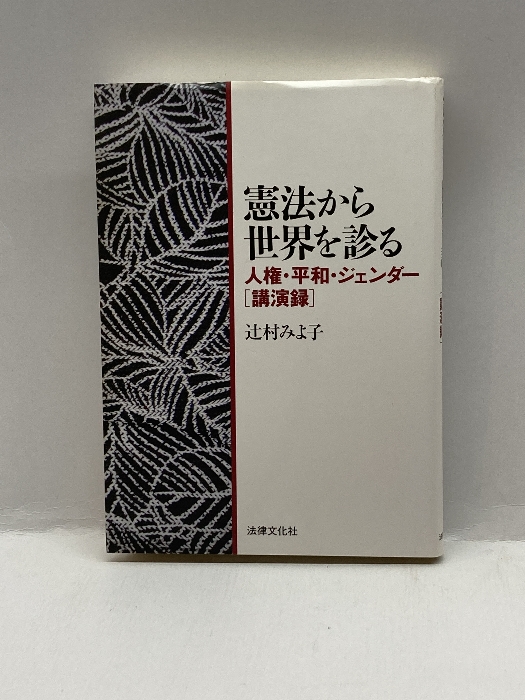 憲法から
世界を診る
人権・平和・ジェンダー
[講演録]
辻村みよ子
法律文化社